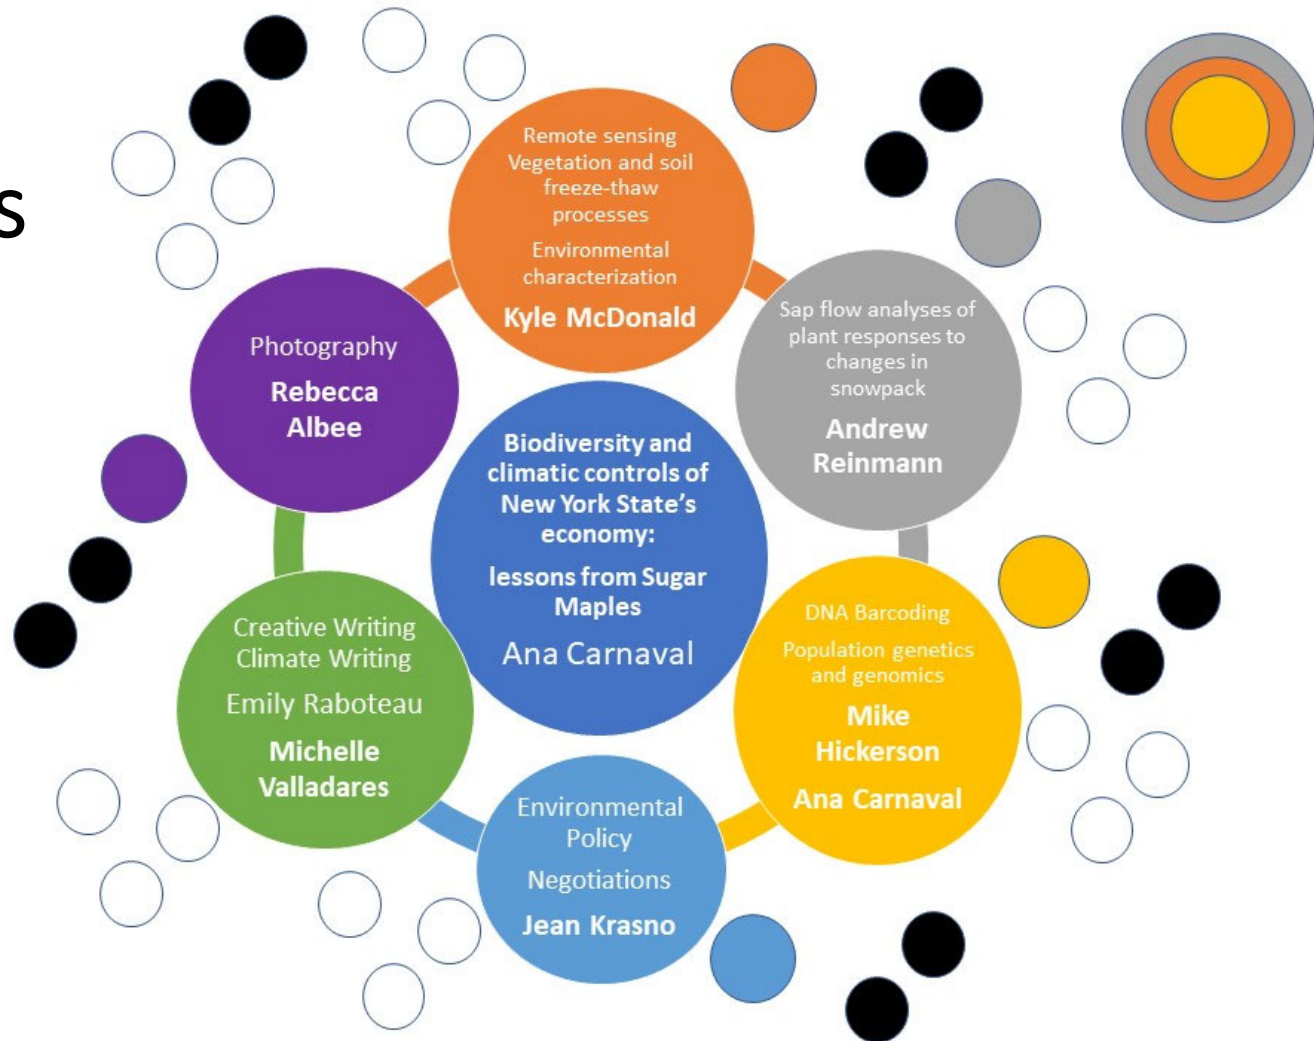 s
Remote sensing
Vegetation and soil
freeze-thaw
processes
Environmental
characterization
Kyle McDonald
Sap flow analyses of
plant responses to
changes in
snowpack
Andrew
Reinmann
Photography
Rebecca
Albee
Biodiversity and
climatic controls of
New York State’s
economy:
lessons from Sugar
Maples
Ana Carnaval
Creative Writing
Climate Writing
Emily Raboteau
Michelle
Valladares
DNA Barcoding
Population genetics
and genomics
Mike
Hickerson
Ana Carnaval
Environmental
Policy
Negotiations
Jean Krasno